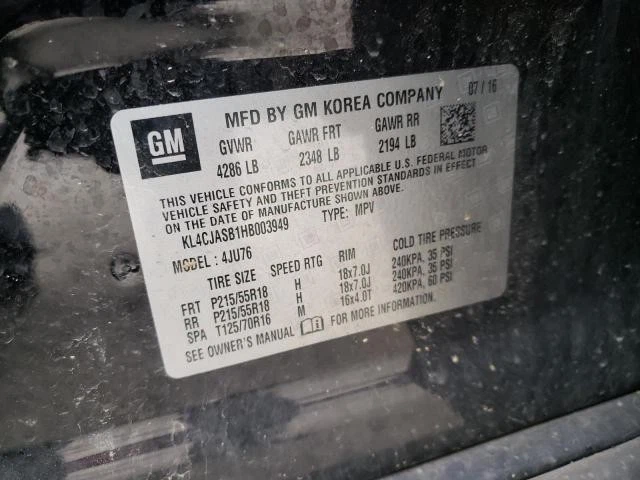 GM
MFD BY GM KOREA COMPANY 07/16
GVWR GAWR FRT GAWR RR
4286 LB 2348 LB 2194 LB
THIS VEHICLE CONFORMS TO ALL APPLICABLE U.S. FEDERAL MOTOR
VEHICLE SAFETY AND THEFT PREVENTION STANDARDS IN EFFECT
ON THE DATE OF MANUFACTURE SHOWN ABOVE.
KL4CJASB1HB003949 TYPE: MPV
MODEL: 4JU76
TIRE SIZE SPEED RTG RIM COLD TIRE PRESSURE
FRT P215/55R18 H 18x7.0J 240KPA, 35 PSI
RR P215/55R18 H 18x7.0J 240KPA, 35 PSI
SPA T125/70R16 M 16x4.0T 420KPA, 60 PSI
SEE OWNER'S MANUAL FOR MORE INFORMATION.